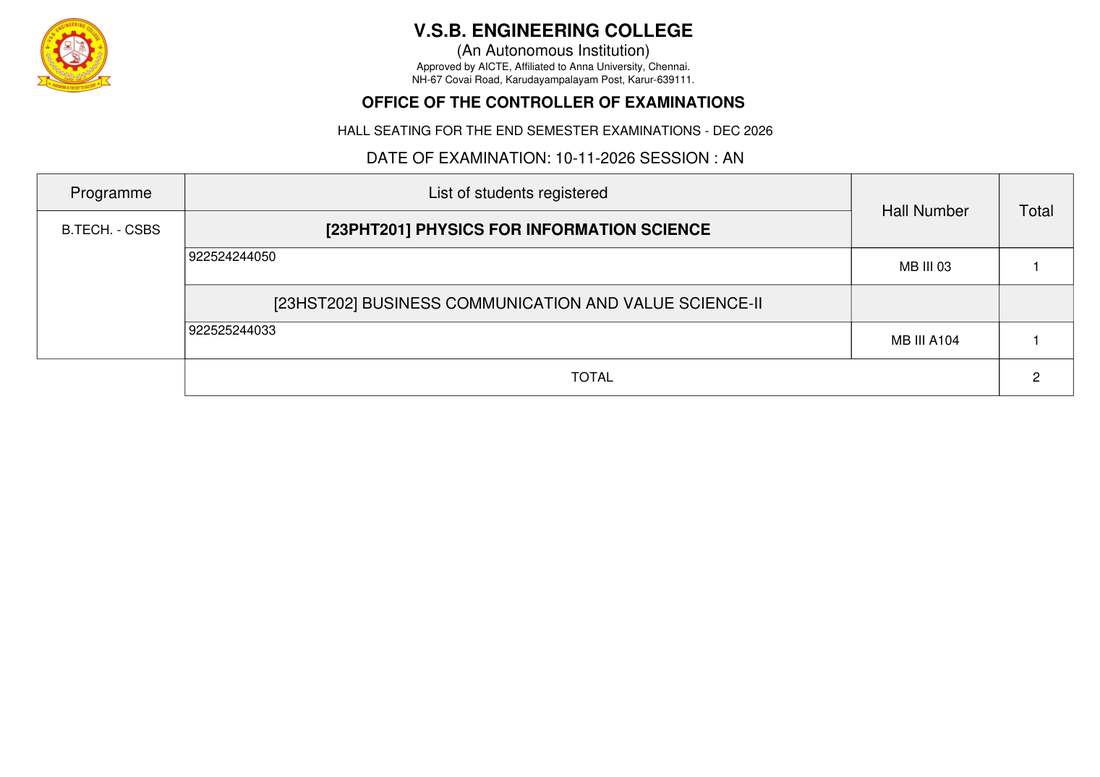 V.S.B. ENGINEERING COLLEGE
(An Autonomous Institution)
Approved by AICTE, Affiliated to Anna University, Chennai.
NH-67 Covai Road, Karudayampalayam Post, Karur-639111.
OFFICE OF THE CONTROLLER OF EXAMINATIONS
HALL SEATING FOR THE END SEMESTER EXAMINATIONS - DEC 2026
DATE OF EXAMINATION: 10-11-2026 SESSION : AN
Programme List of students registered Hall Number Total
B.TECH. - CSBS [23PHT201] PHYSICS FOR INFORMATION SCIENCE
922524244050 MB III 03 1
[23HST202] BUSINESS COMMUNICATION AND VALUE SCIENCE-II
922525244033 MB III A104 1
TOTAL 2